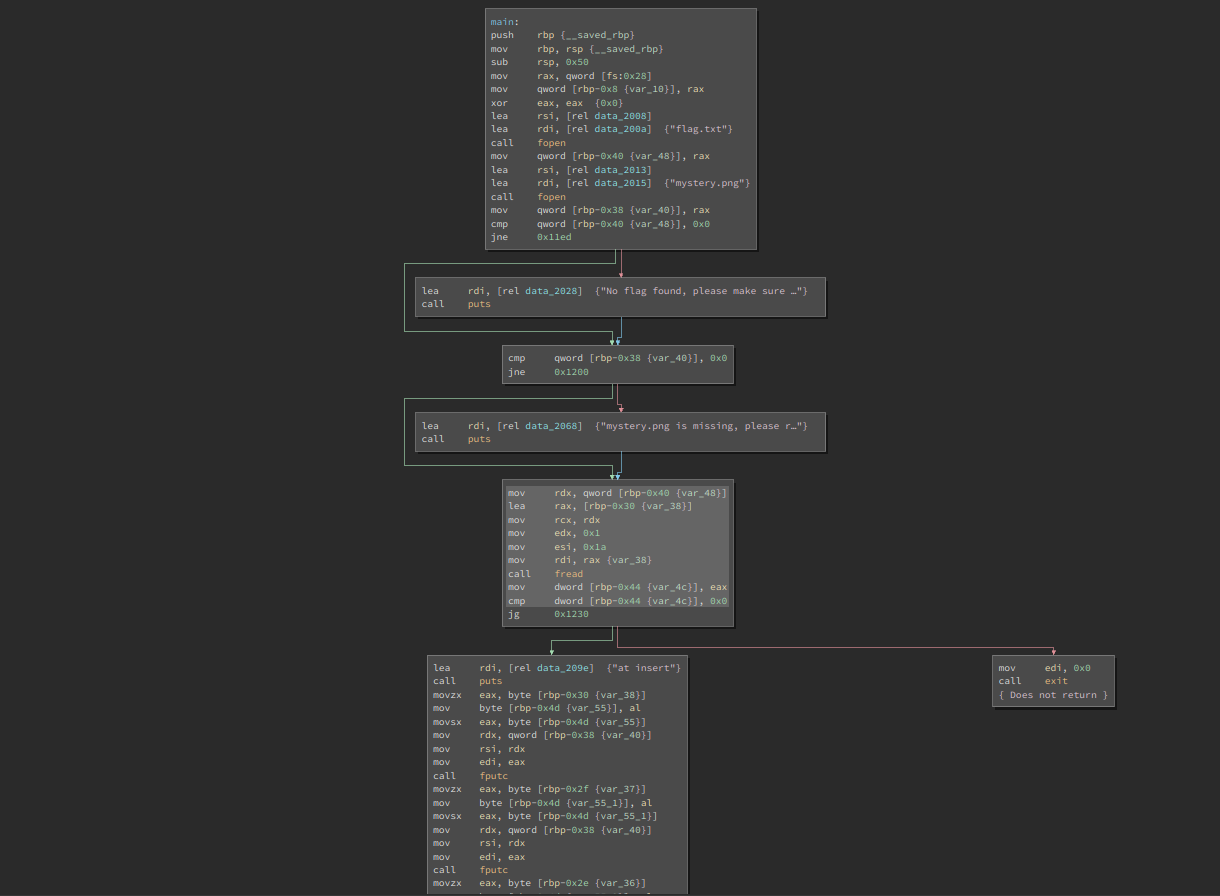 main:
push rbp {__saved_rbp}
mov rbp, rsp {__saved_rbp}
sub rsp, 0x50
mov rax, qword [fs:0x28]
mov qword [rbp-0x8 {var_10}], rax
xor eax, eax {0x0}
lea rsi, [rel data_2008]
lea rdi, [rel data_200a] {"flag.txt"}
call fopen
mov qword [rbp-0x40 {var_48}], rax
lea rsi, [rel data_2013]
lea rdi, [rel data_2015] {"mystery.png"}
call fopen
mov qword [rbp-0x38 {var_40}], rax
cmp qword [rbp-0x40 {var_48}], 0x0
jne 0x11ed
lea rdi, [rel data_2028] {"No flag found, please make sure …"}
call puts
cmp qword [rbp-0x38 {var_40}], 0x0
jne 0x1200
lea rdi, [rel data_2068] {"mystery.png is missing, please r…"}
call puts
mov rdx, qword [rbp-0x40 {var_48}]
lea rax, [rbp-0x30 {var_38}]
mov rcx, rdx
mov edx, 0x1
mov esi, 0x1a
mov rdi, rax {var_38}
call fread
mov dword [rbp-0x44 {var_4c}], eax
cmp dword [rbp-0x44 {var_4c}], 0x0
jg 0x1230
lea rdi, [rel data_209e] {"at insert"}
call puts
movzx eax, byte [rbp-0x30 {var_38}]
mov byte [rbp-0x4d {var_55}], al
movsx eax, byte [rbp-0x4d {var_55}]
mov rdx, qword [rbp-0x38 {var_40}]
mov rsi, rdx
mov edi, eax
call fputc
movzx eax, byte [rbp-0x2f {var_37}]
mov byte [rbp-0x4d {var_55_1}], al
movsx eax, byte [rbp-0x4d {var_55_1}]
mov rdx, qword [rbp-0x38 {var_40}]
mov rsi, rdx
mov edi, eax
call fputc
movzx eax, byte [rbp-0x2e {var_36}]
mov edi, 0x0
call exit
{ Does not return }